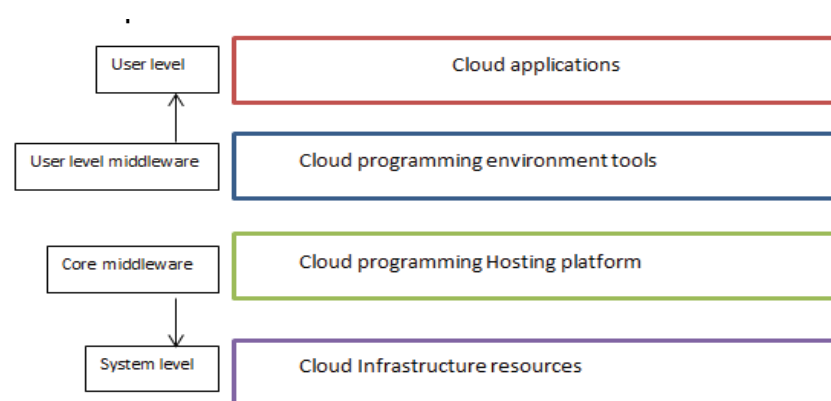 User level
Cloud applications
User level middleware
Cloud programming environment tools
Core middleware
Cloud programming Hosting platform
System level
Cloud Infrastructure resources